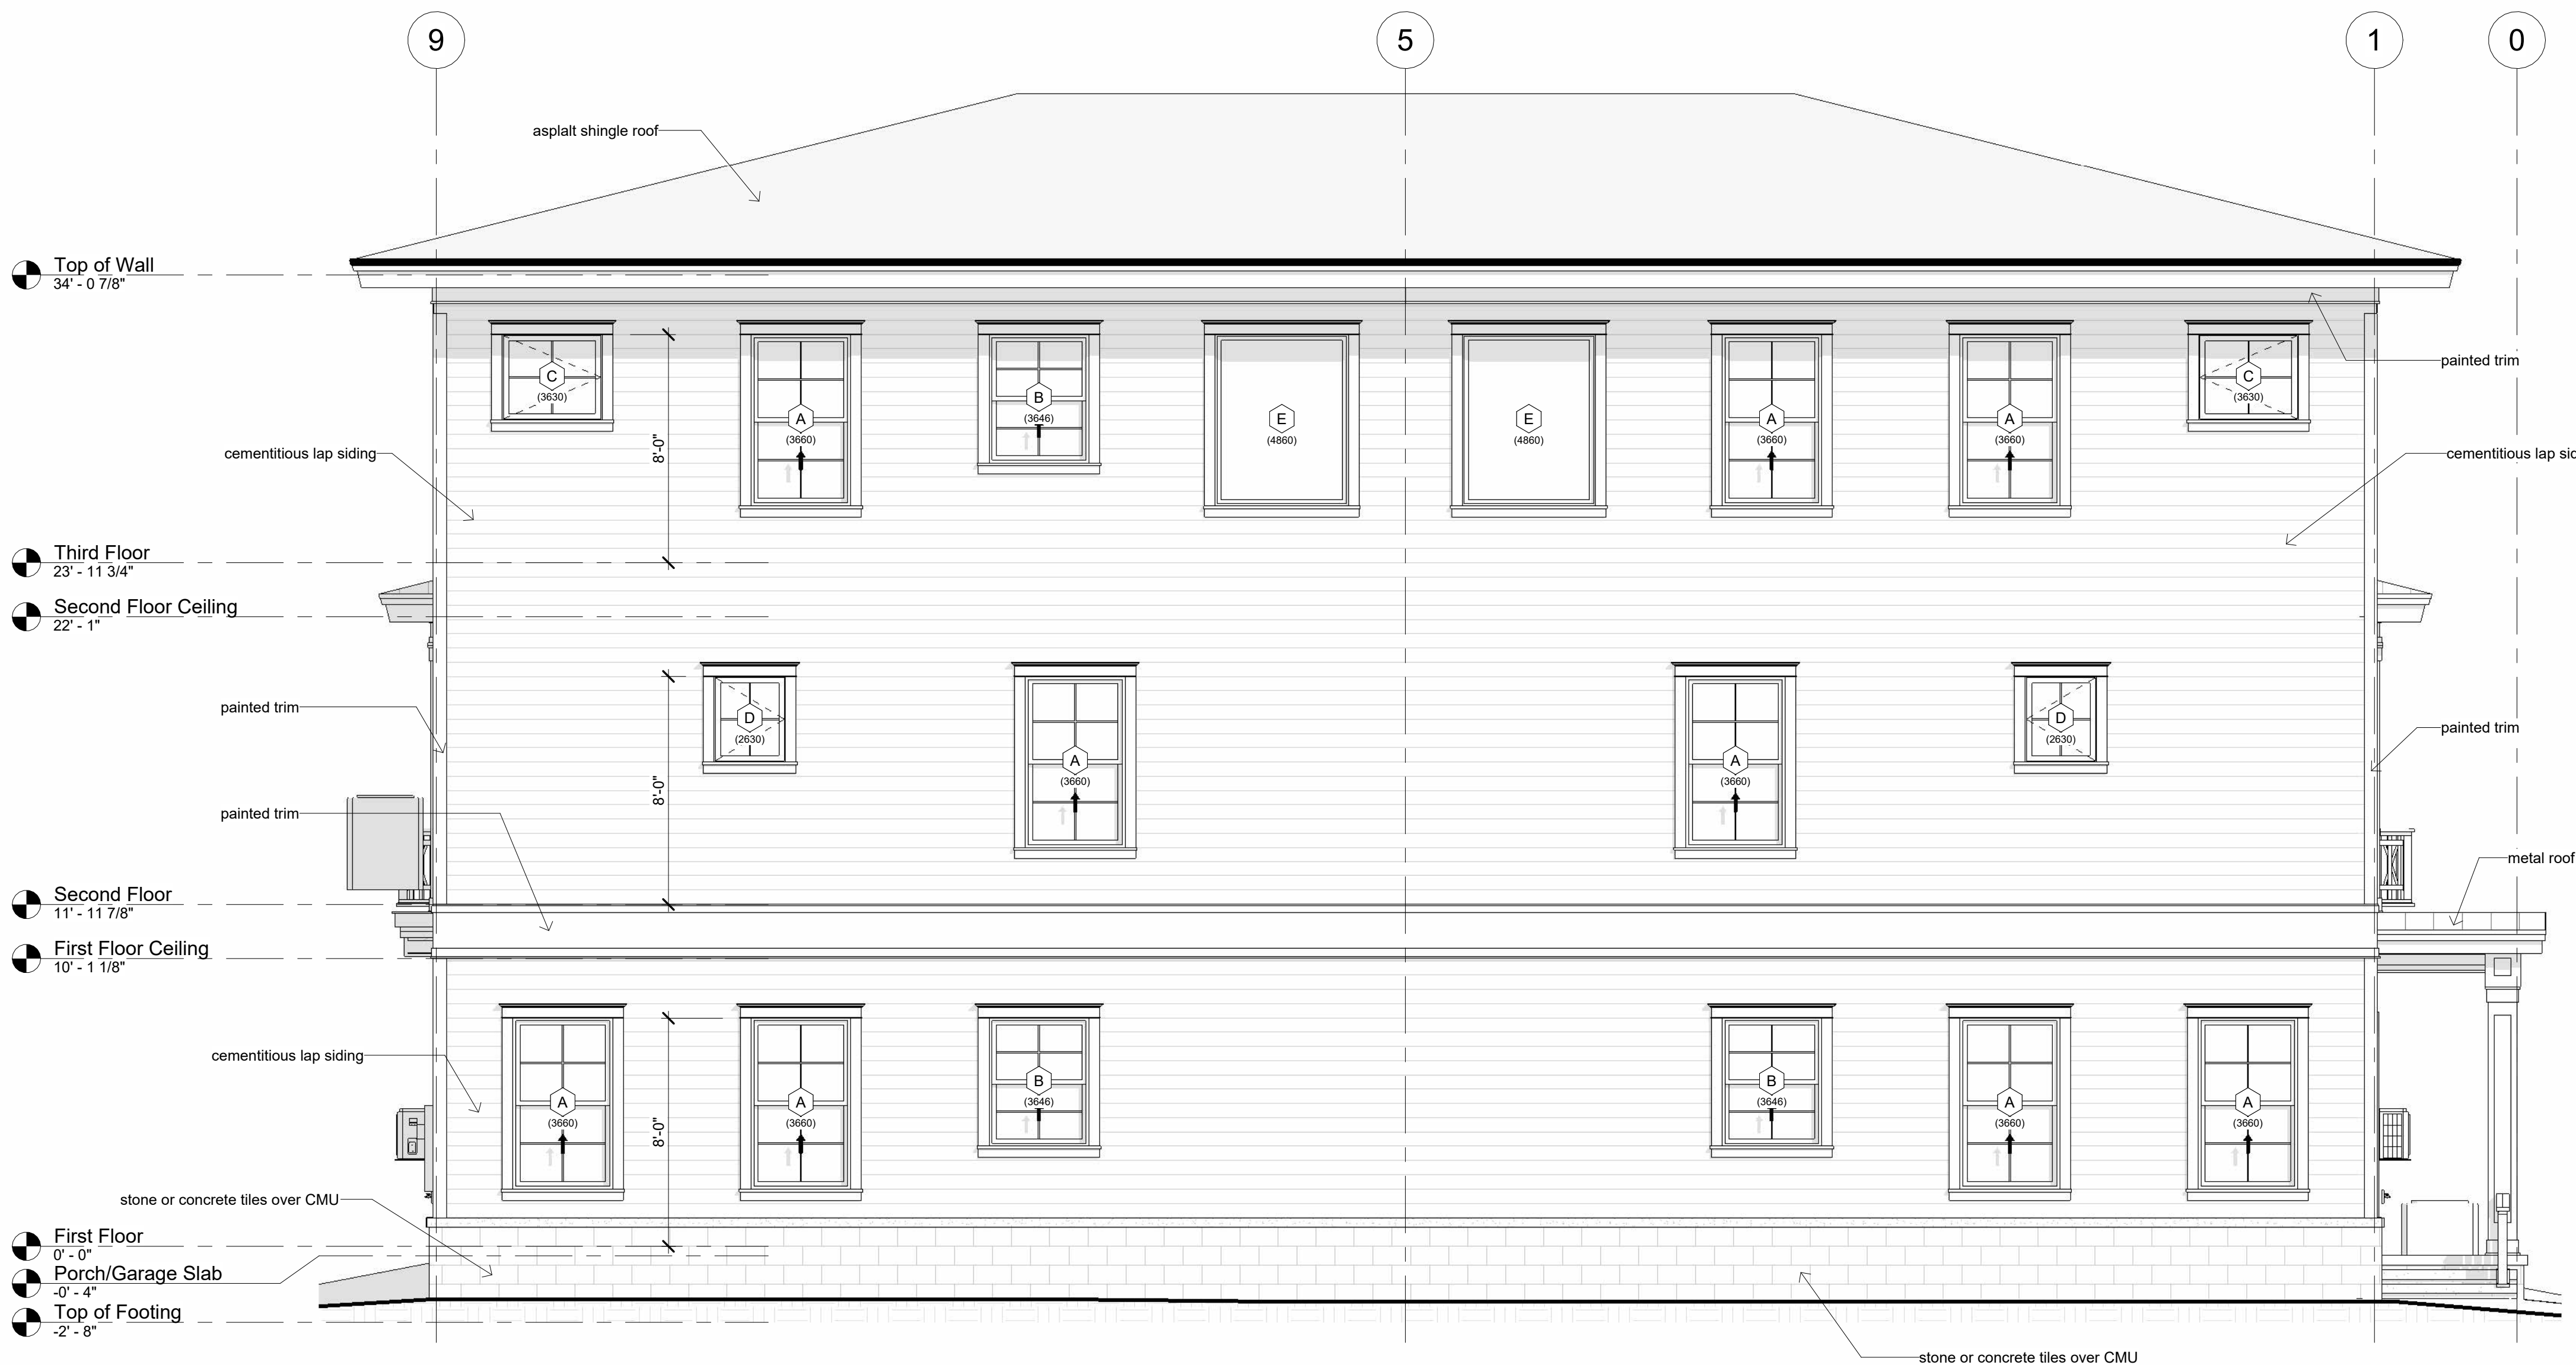 9
5
1
0
asplalt shingle roof
Top of Wall
34' - 0 7/8"
painted trim
C
(3630)
A
(3660)
B
(3646)
E
(4860)
E
(4860)
A
(3660)
A
(3660)
C
(3630)
8'-0"
cementitious lap siding
cementitious lap sid
Third Floor
23' - 11 3/4"
Second Floor Ceiling
22' - 1"
painted trim
painted trim
D
(2630)
A
(3660)
A
(3660)
D
(2630)
8'-0"
painted trim
metal roof
Second Floor
11' - 11 7/8"
First Floor Ceiling
10' - 1 1/8"
cementitious lap siding
A
(3660)
A
(3660)
B
(3646)
B
(3646)
A
(3660)
A
(3660)
8'-0"
stone or concrete tiles over CMU
First Floor
0' - 0"
Porch/Garage Slab
-0' - 4"
Top of Footing
-2' - 8"
stone or concrete tiles over CMU